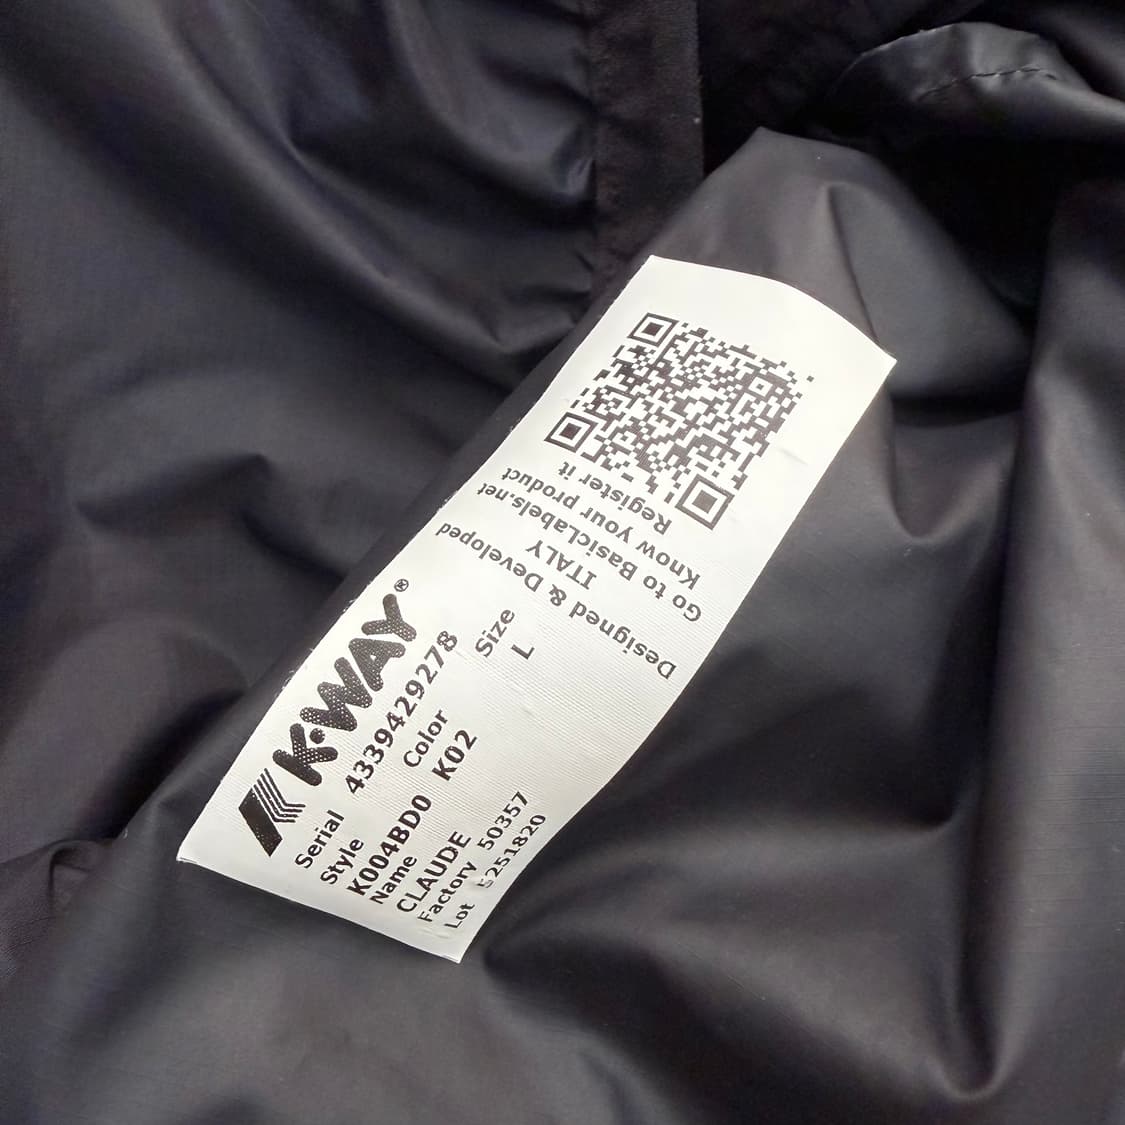 K·WAY®
Serial 4339429278
Style Color Size
K004BD0 K02 L
Name
CLAUDE
Factory 50357
Lot 5251820
Designed & Developed
ITALY
Go to BasicLabels.net
Know your product
Register it